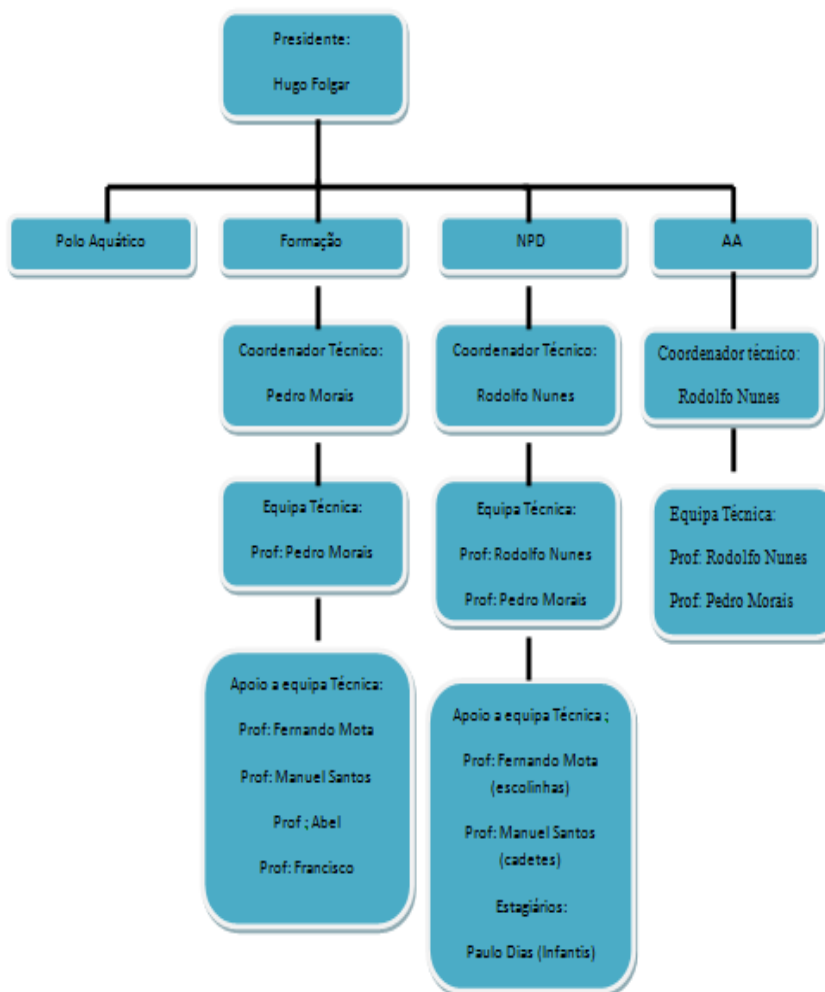 Presidente:
Hugo Folgar
Polo Aquático
Formação
NPD
AA
Coordenador Técnico:
Pedro Morais
Coordenador Técnico:
Rodolfo Nunes
Coordenador técnico:
Rodolfo Nunes
Equipa Técnica:
Prof: Pedro Morais
Equipa Técnica:
Prof: Rodolfo Nunes
Prof: Pedro Morais
Equipa Técnica:
Prof: Rodolfo Nunes
Prof: Pedro Morais
Apoio a equipa Técnica:
Prof: Fernando Mota
Prof: Manuel Santos
Prof ; Abel
Prof: Francisco
Apoio a equipa Técnica ;
Prof: Fernando Mota
(escolinhas)
Prof: Manuel Santos
(cadetes)
Estagiários:
Paulo Dias (Infantis)